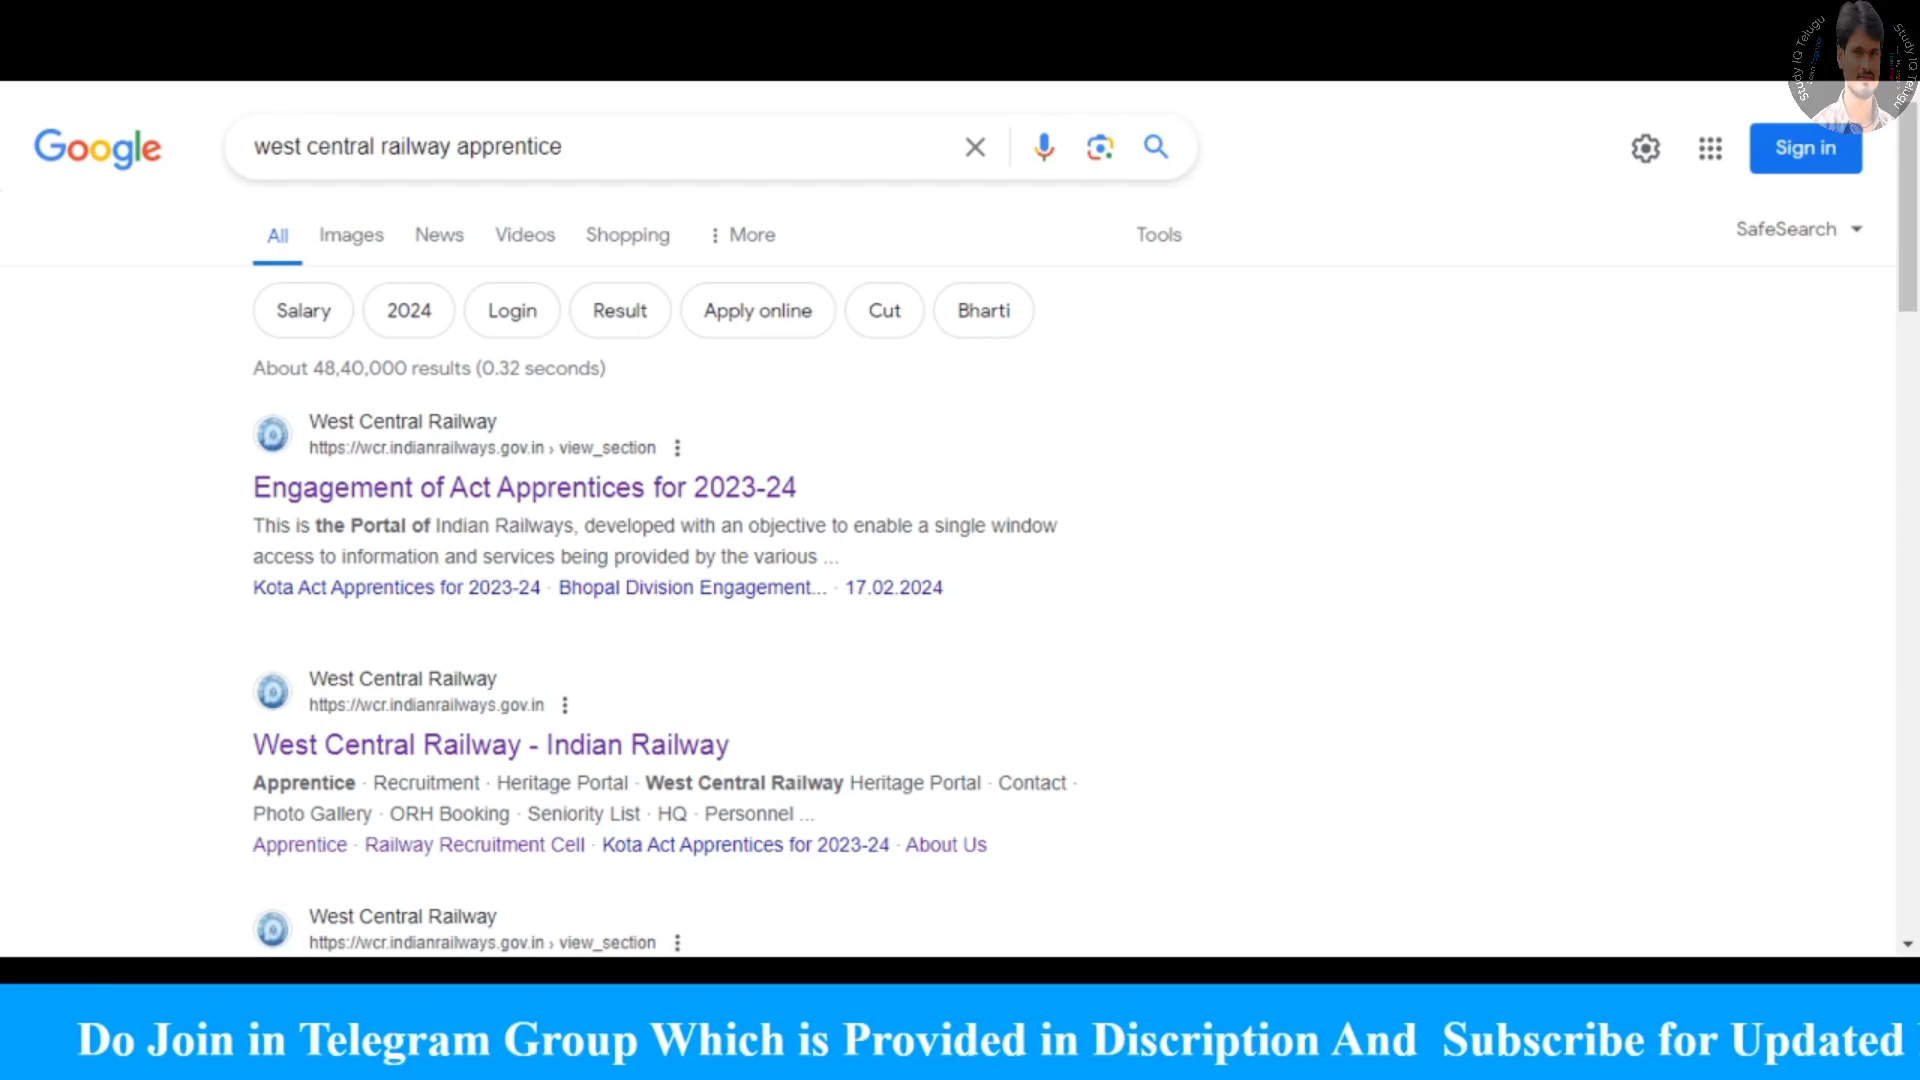 Study IQ Telugu
Study IQ Telugu
Google
west central railway apprentice
Sign in
All Images News Videos Shopping More Tools
SafeSearch
Salary 2024 Login Result Apply online Cut Bharti
About 48,40,000 results (0.32 seconds)
West Central Railway
https://wcr.indianrailways.gov.in › view_section
Engagement of Act Apprentices for 2023-24
This is the Portal of Indian Railways, developed with an objective to enable a single window
access to information and services being provided by the various ...
Kota Act Apprentices for 2023-24 · Bhopal Division Engagement... · 17.02.2024
West Central Railway
https://wcr.indianrailways.gov.in
West Central Railway - Indian Railway
Apprentice · Recruitment · Heritage Portal · West Central Railway Heritage Portal · Contact ·
Photo Gallery · ORH Booking · Seniority List · HQ · Personnel ...
Apprentice · Railway Recruitment Cell · Kota Act Apprentices for 2023-24 · About Us
West Central Railway
https://wcr.indianrailways.gov.in › view_section
Do Join in Telegram Group Which is Provided in Discription And Subscribe for Updated